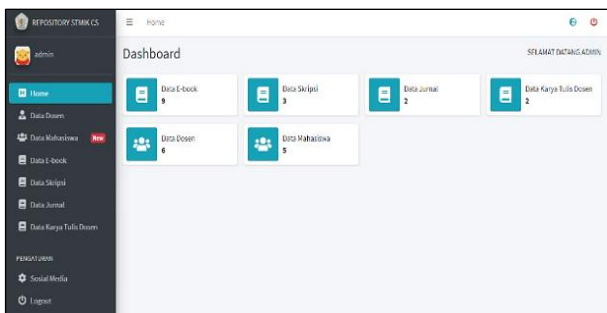 REPOSITORY STMIK CS
Home
admin
Dashboard
SELAMAT DATANG, ADMIN
Home
Data Dosen
Data Mahasiswa New
Data E-book
Data Skripsi
Data Jurnal
Data Karya Tulis Dosen
PENGATURAN
Sosial Media
Logout
Data E-book
9
Data Skripsi
3
Data Jurnal
2
Data Karya Tulis Dosen
2
Data Dosen
6
Data Mahasiswa
5